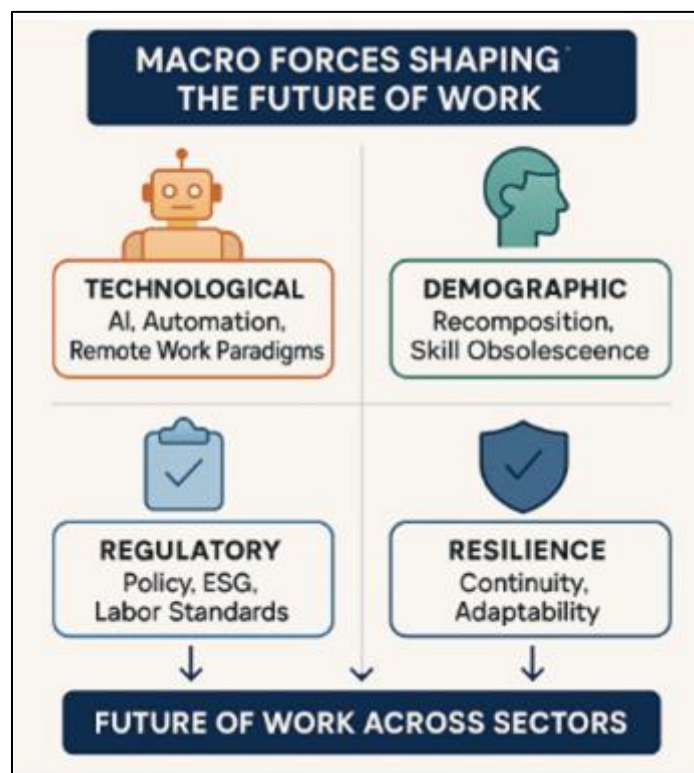 MACRO FORCES SHAPING
THE FUTURE OF WORK
TECHNOLOGICAL
AI, Automation,
Remote Work Paradigms
DEMOGRAPHIC
Recomposition,
Skill Obsolesceence
REGULATORY
Policy, ESG,
Labor Standards
RESILIENCE
Continuity,
Adaptability
FUTURE OF WORK ACROSS SECTORS